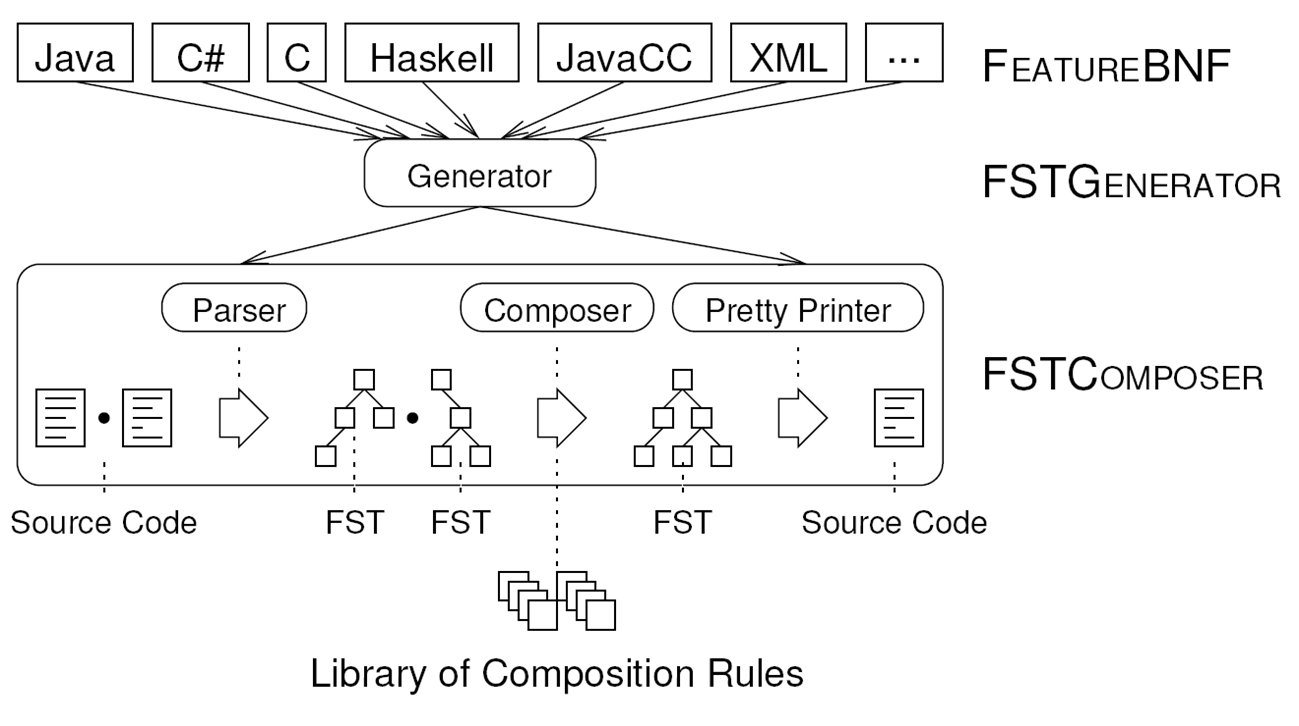 Java C# C Haskell JavaCC XML ... FEATUREBNF
Generator FSTGENERATOR
Parser Composer Pretty Printer
FSTCOMPOSER
Source Code FST FST FST Source Code
Library of Composition Rules